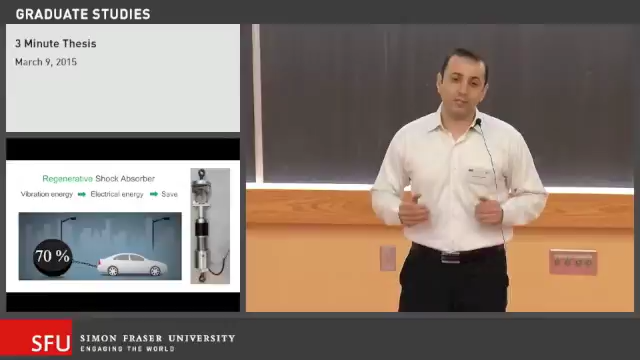 GRADUATE STUDIES
3 Minute Thesis
March 9, 2015
Regenerative Shock Absorber
Vibration energy Electrical energy Save
70 %
SFU SIMON FRASER UNIVERSITY
ENGAGING THE WORLD